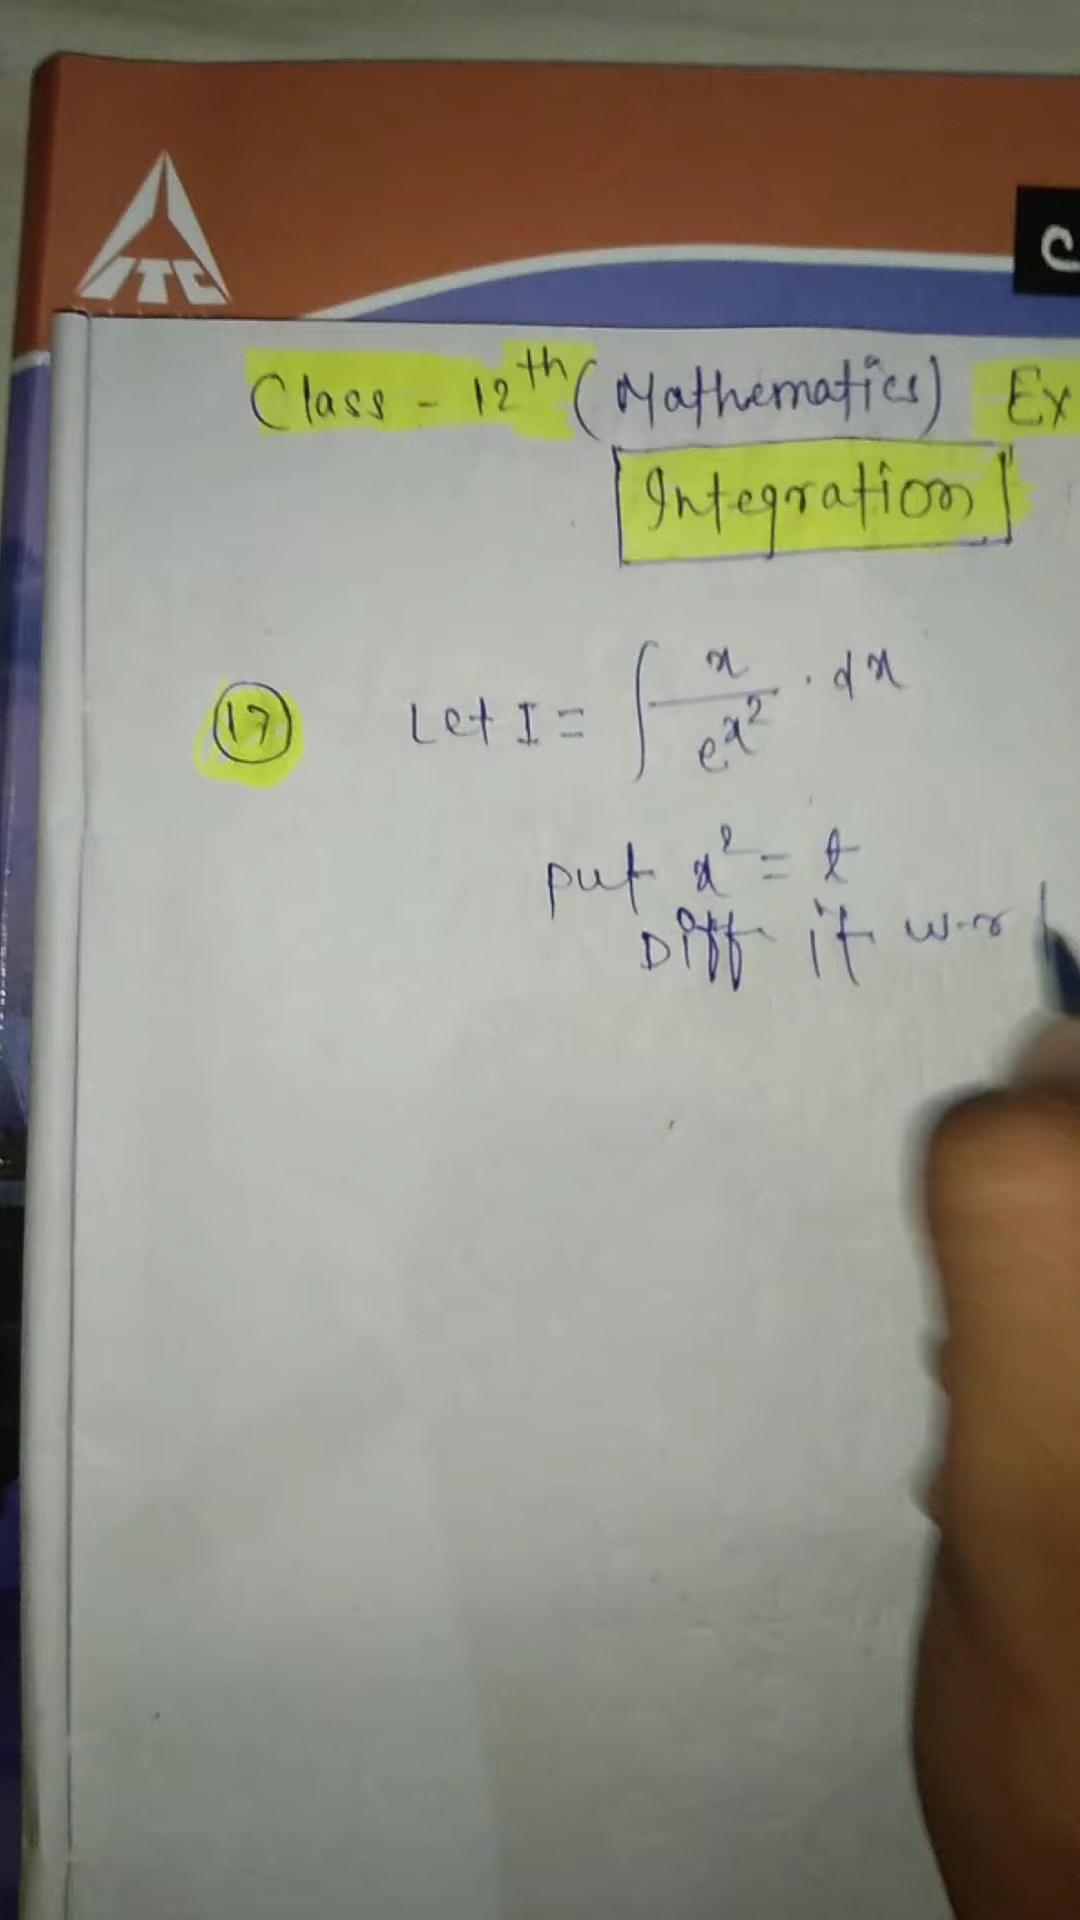 ITC
C
Class - 12th (Mathematics) Ex
Integration
17 Let I = ∫ x/e^x² . dx
put x² = t
Diff it w.r